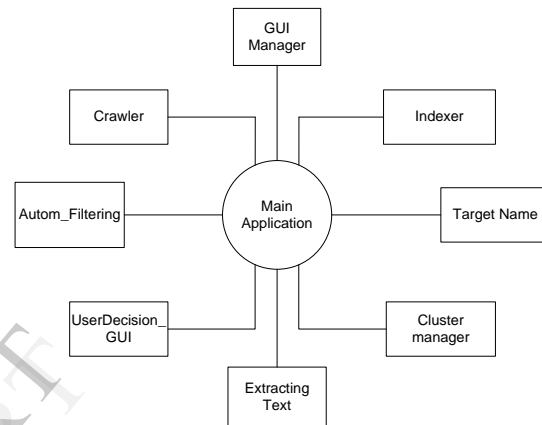 GUI
Manager
Crawler
Indexer
Main
Application
Autom_Filtering
Target Name
UserDecision_
GUI
Cluster
manager
Extracting
Text